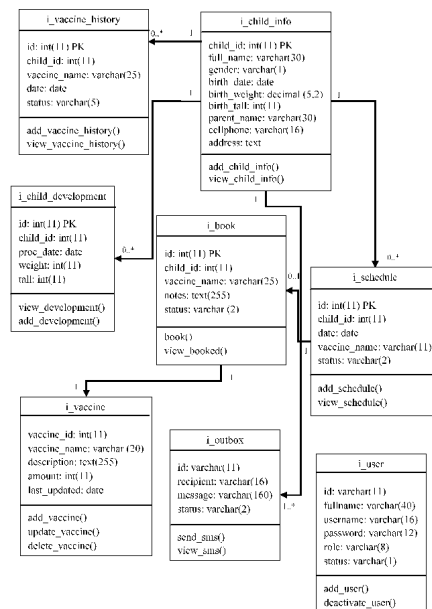 i_vaccine_history
id: int(11) PK
child_id: int(11)
vaccine_name: varchar(25)
date: date
status: varchar(5)
add_vaccine_history()
view_vaccine_history()
0..*
1
i_child_info
child_id: int(11) PK
full_name: varchar(30)
gender: varchar(1)
birth_date: date
birth_weight: decimal (5,2)
birth_tall: int(11)
parent_name: varchar(30)
cellphone: varchar(16)
address: text
add_child_info()
view_child_info()
1
1
1
i_child_development
id: int(11) PK
child_id: int(11)
proc_date: date
weight: int(11)
tall: int(11)
view_development()
add_development()
0..*
i_book
id: int(11) PK
child_id: int(11)
vaccine_name: varchar(25)
notes: text(255)
status: varchar (2)
book()
view_booked()
0..1
1
0..*
i_schedule
id: int(11) PK
child_id: int(11)
date: date
vaccine_name: varchar(11)
status: varchar(2)
add_schedule()
view_schedule()
1
1
i_vaccine
vaccine_id: int(11)
vaccine_name: varchar (20)
description: text(255)
amount: int(11)
last_updated: date
add_vaccine()
update_vaccine()
delete_vaccine()
i_outbox
id: varchar(11)
recipient: varchar(16)
message: varchar(160)
status: varchar(2)
send_sms()
view_sms()
1..*
i_user
id: varchar(11)
fullname: varchar(40)
username: varchar(16)
password: varchar(12)
role: varchar(8)
status: varchar(1)
add_user()
deactivate_user()